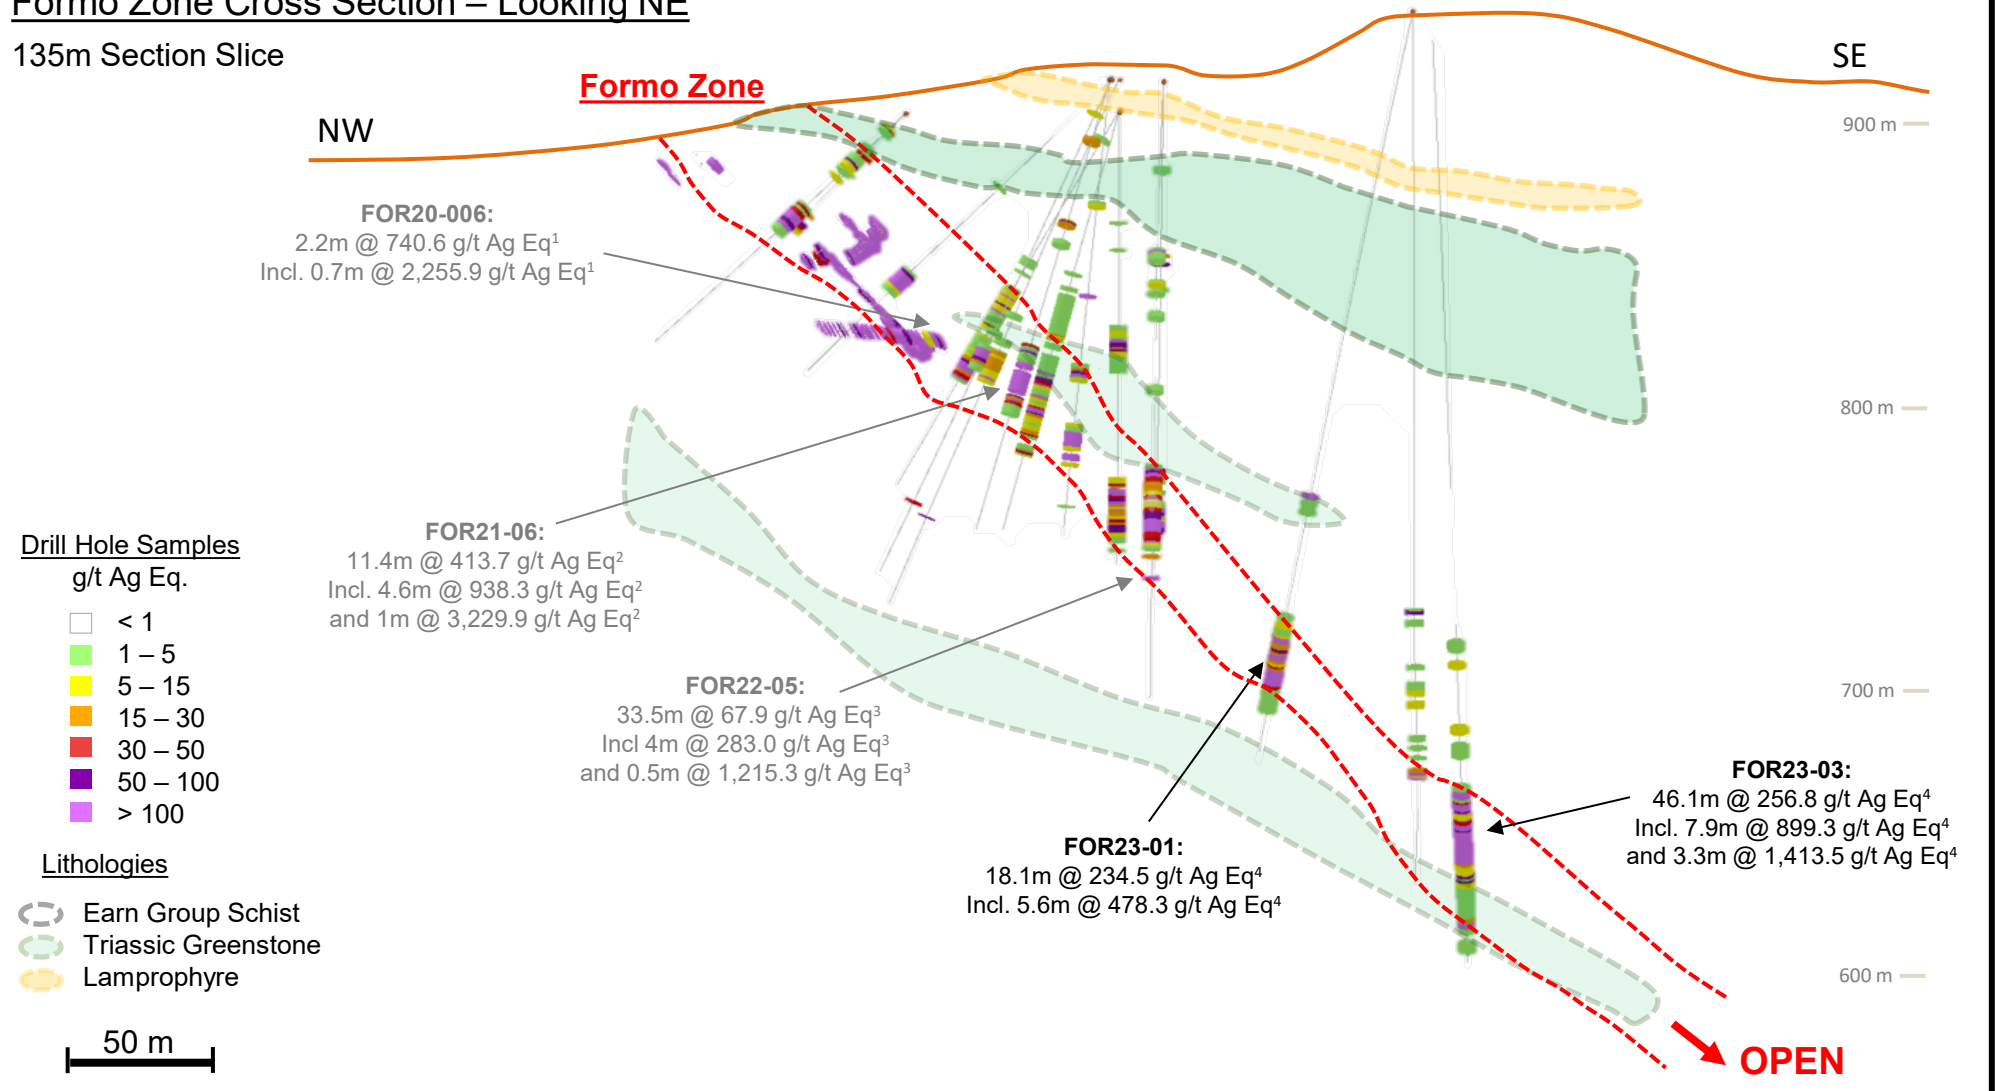 Formo Zone Cross Section – Looking NE
135m Section Slice
Formo Zone
NW
SE
900 m
FOR20-006:
2.2m @ 740.6 g/t Ag Eq¹
Incl. 0.7m @ 2,255.9 g/t Ag Eq¹
800 m
FOR21-06:
11.4m @ 413.7 g/t Ag Eq²
Incl. 4.6m @ 938.3 g/t Ag Eq²
and 1m @ 3,229.9 g/t Ag Eq²
FOR22-05:
33.5m @ 67.9 g/t Ag Eq³
Incl 4m @ 283.0 g/t Ag Eq³
and 0.5m @ 1,215.3 g/t Ag Eq³
700 m
FOR23-01:
18.1m @ 234.5 g/t Ag Eq⁴
Incl. 5.6m @ 478.3 g/t Ag Eq⁴
FOR23-03:
46.1m @ 256.8 g/t Ag Eq⁴
Incl. 7.9m @ 899.3 g/t Ag Eq⁴
and 3.3m @ 1,413.5 g/t Ag Eq⁴
600 m
OPEN
Drill Hole Samples
g/t Ag Eq.
< 1
1 – 5
5 – 15
15 – 30
30 – 50
50 – 100
> 100
Lithologies
Earn Group Schist
Triassic Greenstone
Lamprophyre
50 m